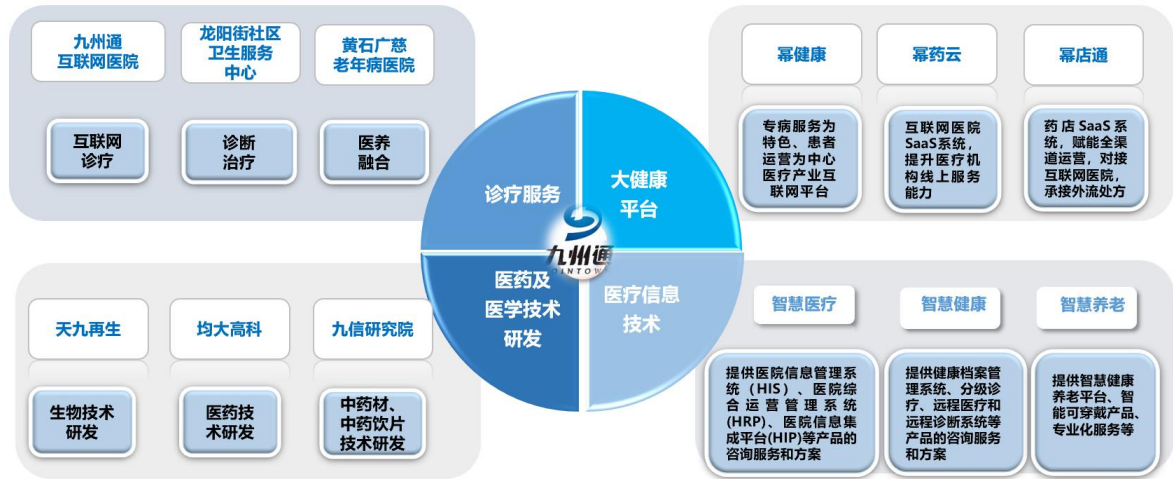 九州通
互联网医院
龙阳街社区
卫生服务
中心
黄石广慈
老年病医院
互联网
诊疗
诊断
治疗
医养
融合
幂健康
幂药云
幂店通
专病服务为
特色、患者
运营为中心
医疗产业互
联网平台
互联网医院
SaaS系统，
提升医疗机
构线上服务
能力
药店SaaS系
统，赋能全渠
道运营，对接
互联网医院，
承接外流处方
诊疗服务
大健康
平台
九州通
JOINTOWN
医药及
医学技术
研发
医疗信息
技术
天九再生
均大高科
九信研究院
生物技术
研发
医药技
术研发
中药材、
中药饮片
技术研发
智慧医疗
智慧健康
智慧养老
提供医院信息管理系
统（HIS）、医院综
合运营管理系统
(HRP)、医院信息集
成平台(HIP)等产品的
咨询服务和方案
提供健康档案管
理系统、分级诊
疗、远程医疗和
远程诊断系统等
产品的咨询服务
和方案
提供智慧健康
养老平台、智能
可穿戴产品、
专业化服务等